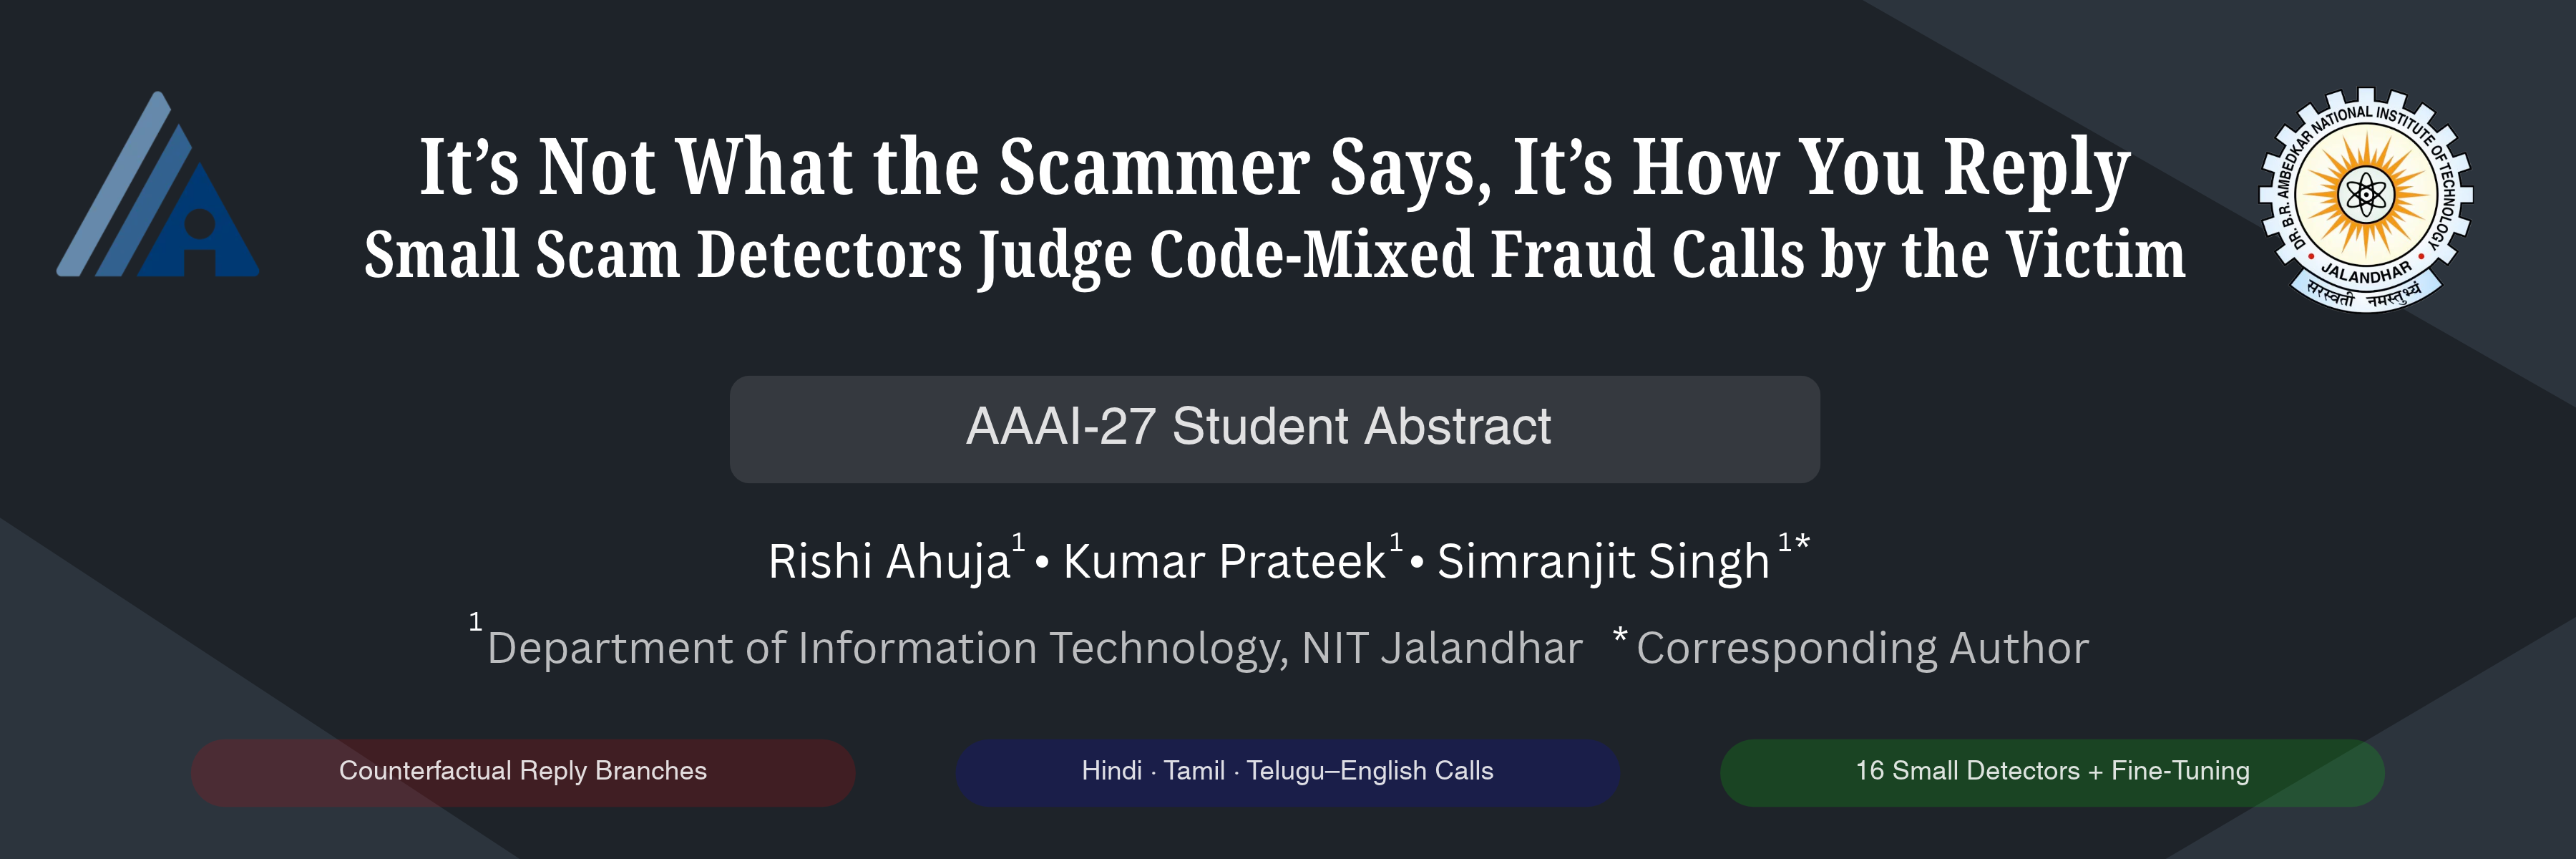 It’s Not What the Scammer Says, It’s How You Reply
Small Scam Detectors Judge Code-Mixed Fraud Calls by the Victim
DR. B.R. AMBEDKAR NATIONAL INSTITUTE OF TECHNOLOGY
JALANDHAR
सरस्वती नमस्तुभ्यं
AAAI-27 Student Abstract
Rishi Ahuja1 • Kumar Prateek1 • Simranjit Singh1*
1Department of Information Technology, NIT Jalandhar *Corresponding Author
Counterfactual Reply Branches
Hindi · Tamil · Telugu–English Calls
16 Small Detectors + Fine-Tuning